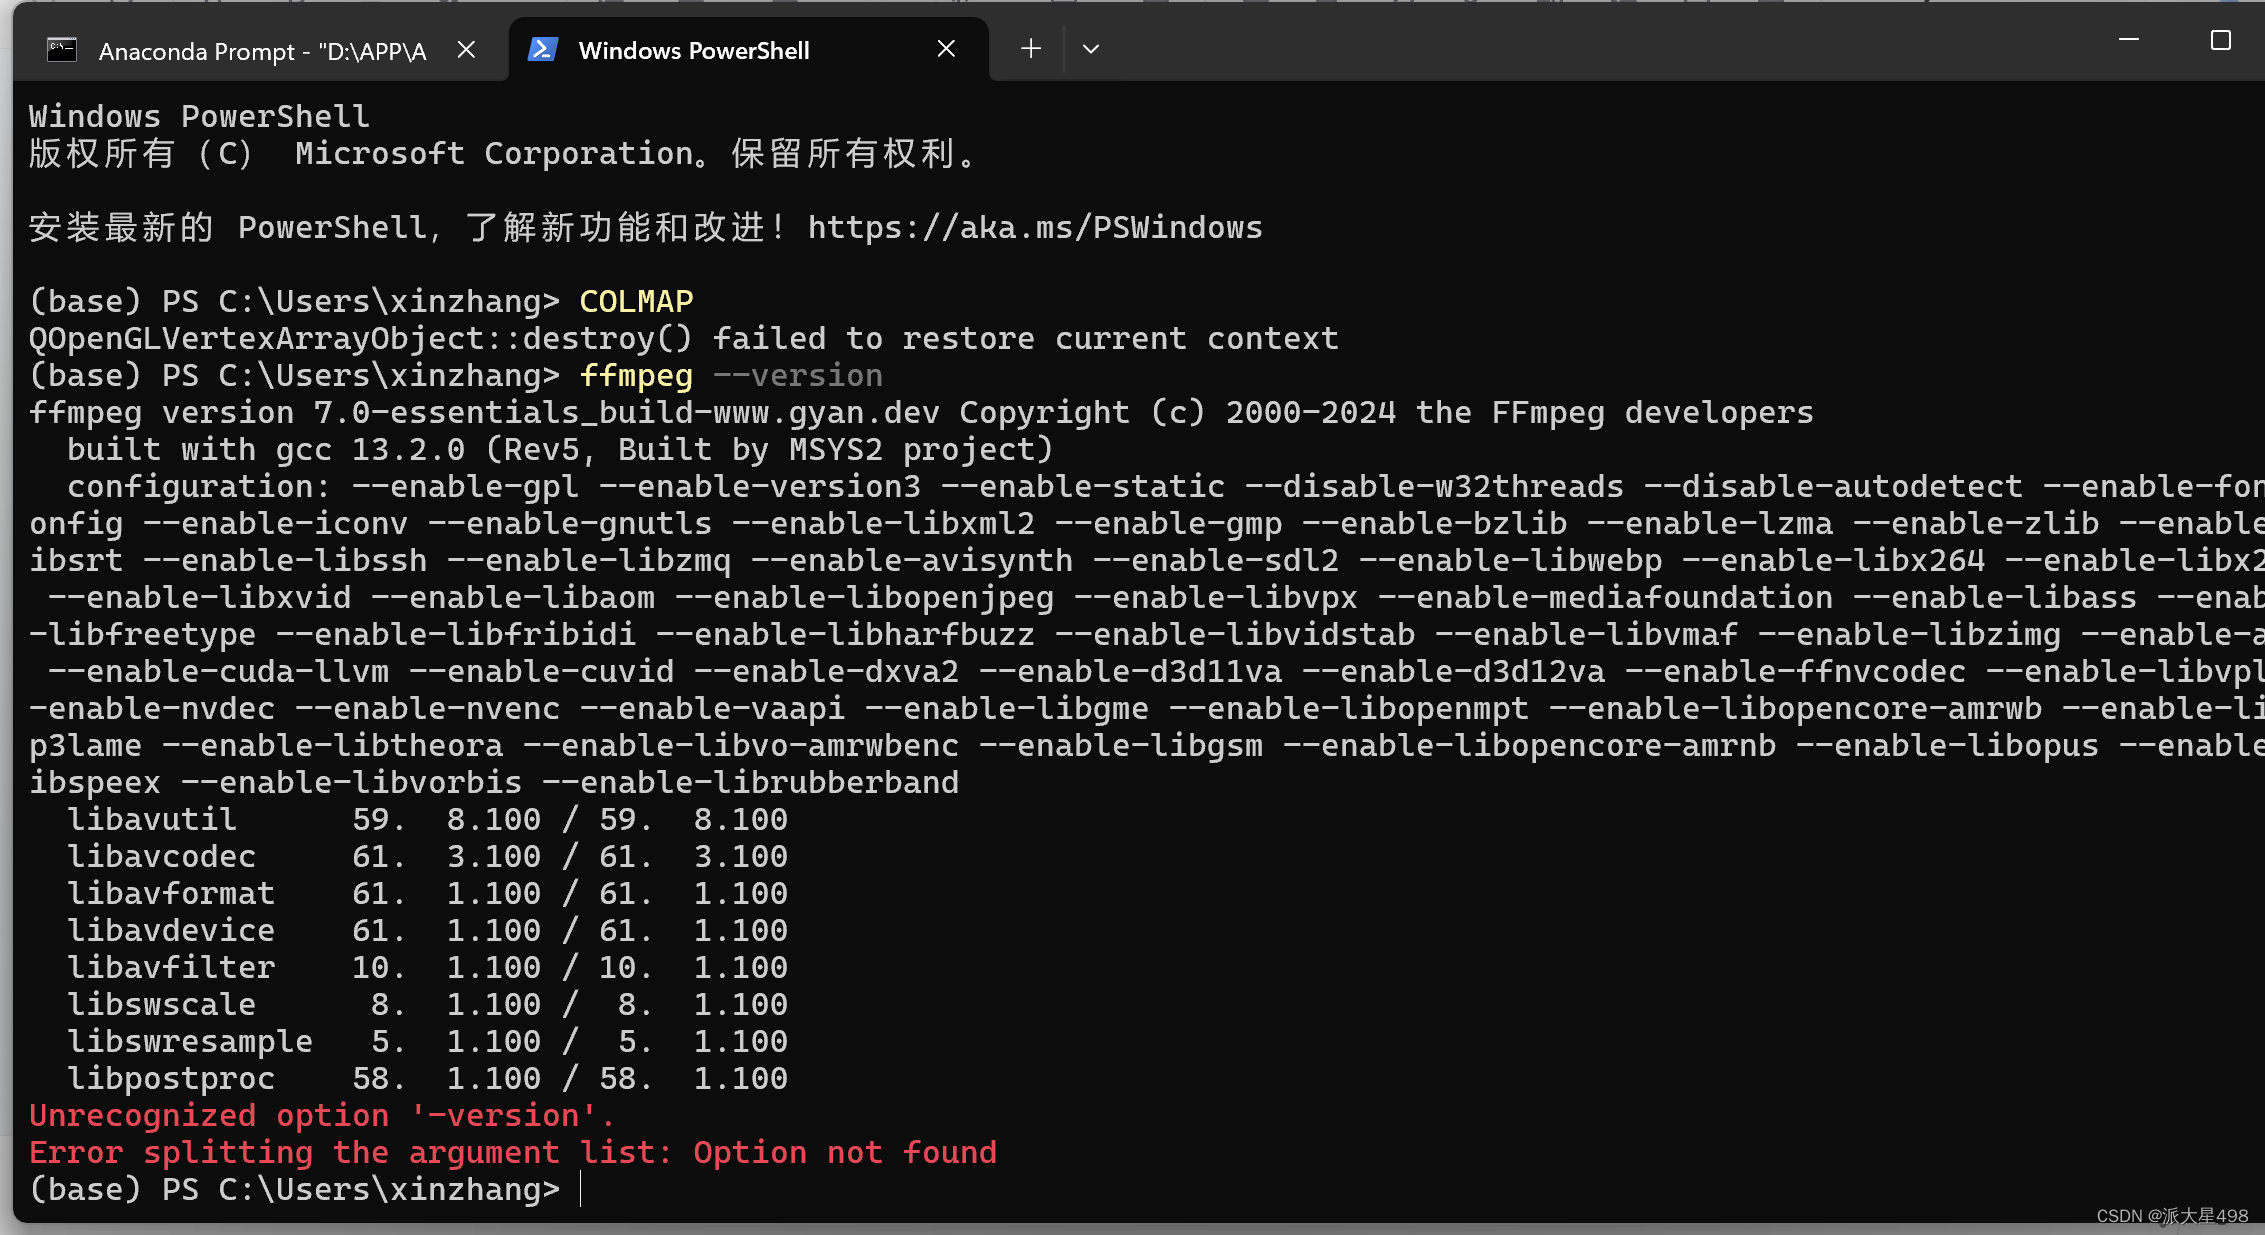 Anaconda Prompt - "D:\APP\A
Windows PowerShell
Windows PowerShell
版权所有 (C) Microsoft Corporation。保留所有权利。
安装最新的 PowerShell，了解新功能和改进！https://aka.ms/PSWindows
(base) PS C:\Users\xinzhang> COLMAP
QOpenGLVertexArrayObject::destroy() failed to restore current context
(base) PS C:\Users\xinzhang> ffmpeg --version
ffmpeg version 7.0-essentials_build-www.gyan.dev Copyright (c) 2000-2024 the FFmpeg developers
  built with gcc 13.2.0 (Rev5, Built by MSYS2 project)
  configuration: --enable-gpl --enable-version3 --enable-static --disable-w32threads --disable-autodetect --enable-fon
onfig --enable-iconv --enable-gnutls --enable-libxml2 --enable-gmp --enable-bzlib --enable-lzma --enable-zlib --enable
ibsrt --enable-libssh --enable-libzmq --enable-avisynth --enable-sdl2 --enable-libwebp --enable-libx264 --enable-libx2
 --enable-libxvid --enable-libaom --enable-libopenjpeg --enable-libvpx --enable-mediafoundation --enable-libass --enab
-libfreetype --enable-libfribidi --enable-libharfbuzz --enable-libvidstab --enable-libvmaf --enable-libzimg --enable-a
 --enable-cuda-llvm --enable-cuvid --enable-dxva2 --enable-d3d11va --enable-d3d12va --enable-ffnvcodec --enable-libvpl
-enable-nvdec --enable-nvenc --enable-vaapi --enable-libgme --enable-libopenmpt --enable-libopencore-amrwb --enable-li
p3lame --enable-libtheora --enable-libvo-amrwbenc --enable-libgsm --enable-libopencore-amrnb --enable-libopus --enable
ibspeex --enable-libvorbis --enable-librubberband
  libavutil      59.  8.100 / 59.  8.100
  libavcodec     61.  3.100 / 61.  3.100
  libavformat    61.  1.100 / 61.  1.100
  libavdevice    61.  1.100 / 61.  1.100
  libavfilter    10.  1.100 / 10.  1.100
  libswscale      8.  1.100 /  8.  1.100
  libswresample   5.  1.100 /  5.  1.100
  libpostproc    58.  1.100 / 58.  1.100
Unrecognized option '-version'.
Error splitting the argument list: Option not found
(base) PS C:\Users\xinzhang>
CSDN @派大星498